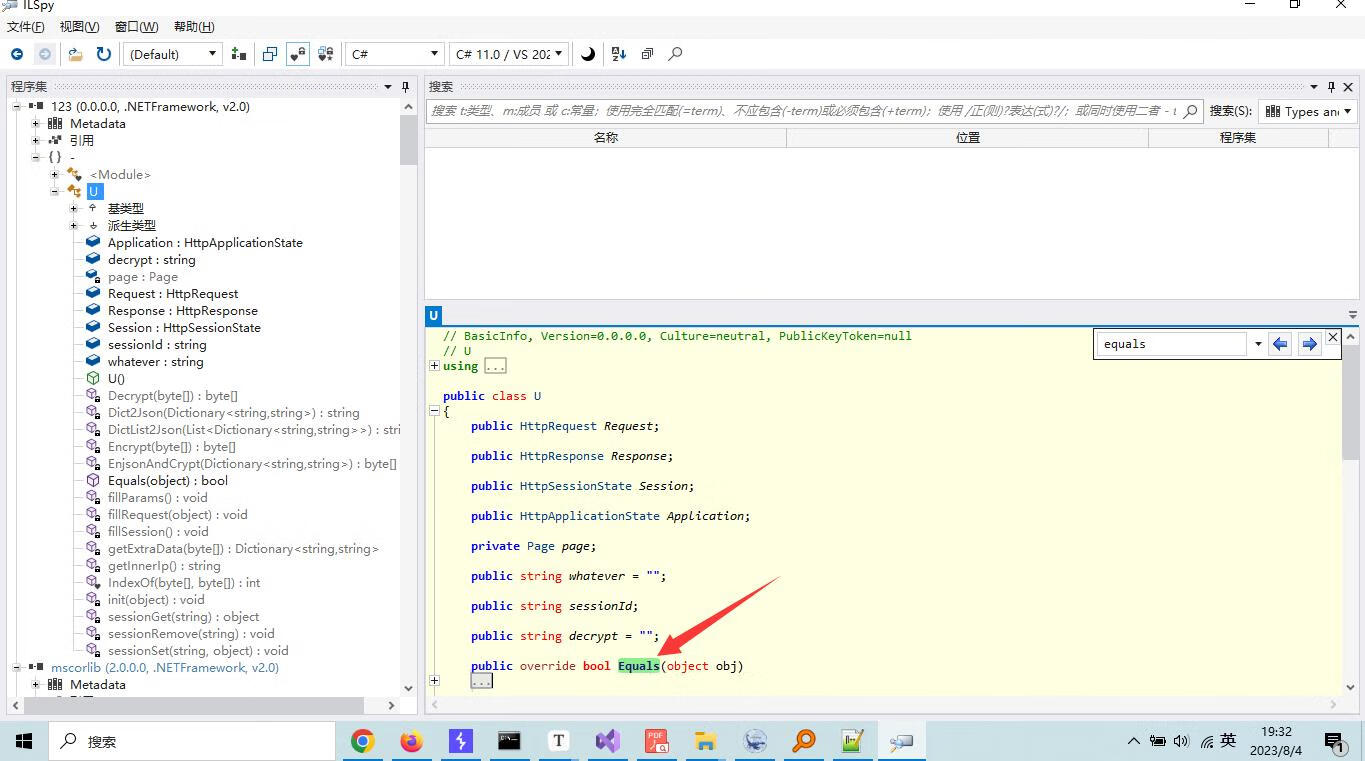 ILSpy
文件(F) 视图(V) 窗口(W) 帮助(H)
(Default) C# C# 11.0 / VS 202
程序集
123 (0.0.0.0, .NETFramework, v2.0)
Metadata
引用
{ } -
<Module>
U
基类型
派生类型
Application : HttpApplicationState
decrypt : string
page : Page
Request : HttpRequest
Response : HttpResponse
Session : HttpSessionState
sessionId : string
whatever : string
U()
Decrypt(byte[]) : byte[]
Dict2Json(Dictionary<string,string>) : string
DictList2Json(List<Dictionary<string,string>>) : stri
Encrypt(byte[]) : byte[]
EnjsonAndCrypt(Dictionary<string,string>) : byte[]
Equals(object) : bool
fillParams() : void
fillRequest(object) : void
fillSession() : void
getExtraData(byte[]) : Dictionary<string,string>
getInnerIp() : string
IndexOf(byte[], byte[]) : int
init(object) : void
sessionGet(string) : object
sessionRemove(string) : void
sessionSet(string, object) : void
mscorlib (2.0.0.0, .NETFramework, v2.0)
Metadata
搜索
搜索 t:类型、m:成员 或 c:常量；使用完全匹配(=term)、不应包含(-term)或必须包含(+term)；使用 /正(则)?表达(式)?/；或同时使用二者 - t
搜索(S): Types an
名称 位置 程序集
U
// BasicInfo, Version=0.0.0.0, Culture=neutral, PublicKeyToken=null
// U
using ...
equals
public class U
{
public HttpRequest Request;
public HttpResponse Response;
public HttpSessionState Session;
public HttpApplicationState Application;
private Page page;
public string whatever = "";
public string sessionId;
public string decrypt = "";
public override bool Equals(object obj)
...
搜索
T
PDF
英
19:32
2023/8/4
1